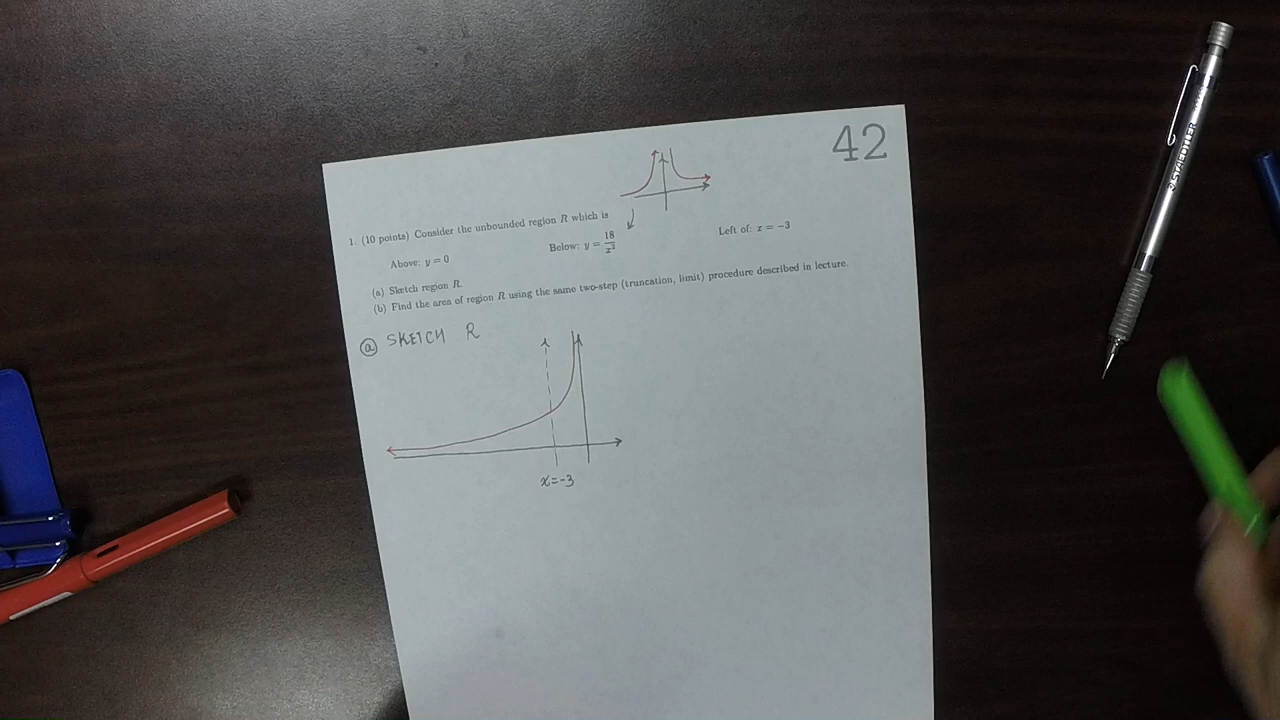 42
1. (10 points) Consider the unbounded region R which is
Above: y = 0 Below: y = 18/x² Left of: x = −3
(a) Sketch region R.
(b) Find the area of region R using the same two-step (truncation, limit) procedure described in lecture.
ⓐ SKETCH R
x=-3
STAEDTLER